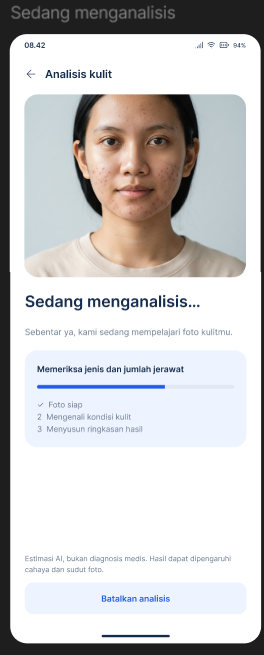 Sedang menganalisis
08.42
94%
← Analisis kulit
Sedang menganalisis...
Sebentar ya, kami sedang mempelajari foto kulitmu.
Memeriksa jenis dan jumlah jerawat
✓ Foto siap
2 Mengenali kondisi kulit
3 Menyusun ringkasan hasil
Estimasi AI, bukan diagnosis medis. Hasil dapat dipengaruhi
cahaya dan sudut foto.
Batalkan analisis